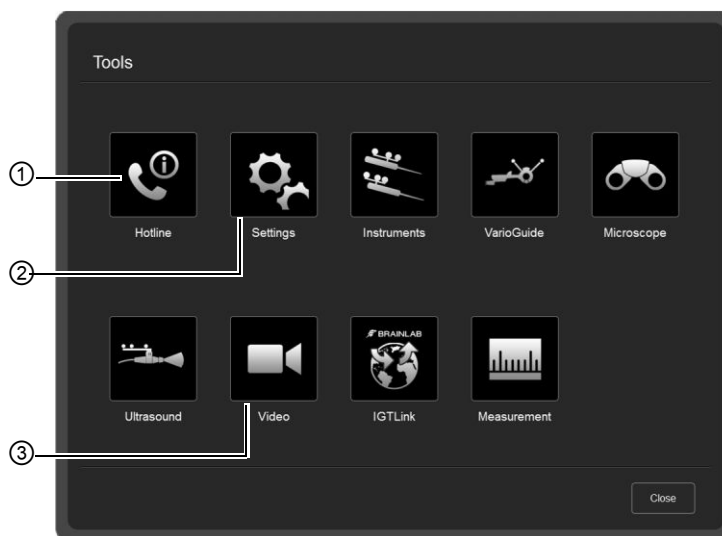 Tools
①
Hotline
Settings
Instruments
VarioGuide
Microscope
②
BRAINLAB
Ultrasound
Video
IGTLink
Measurement
③
Close